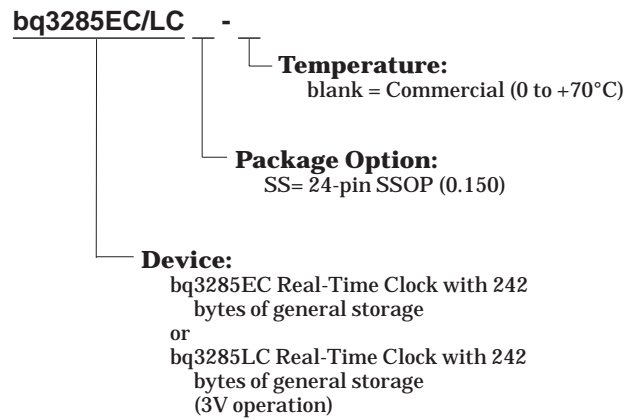 bq3285EC/LC -
Temperature:
blank = Commercial (0 to +70°C)
Package Option:
SS= 24-pin SSOP (0.150)
Device:
bq3285EC Real-Time Clock with 242
bytes of general storage
or
bq3285LC Real-Time Clock with 242
bytes of general storage
(3V operation)